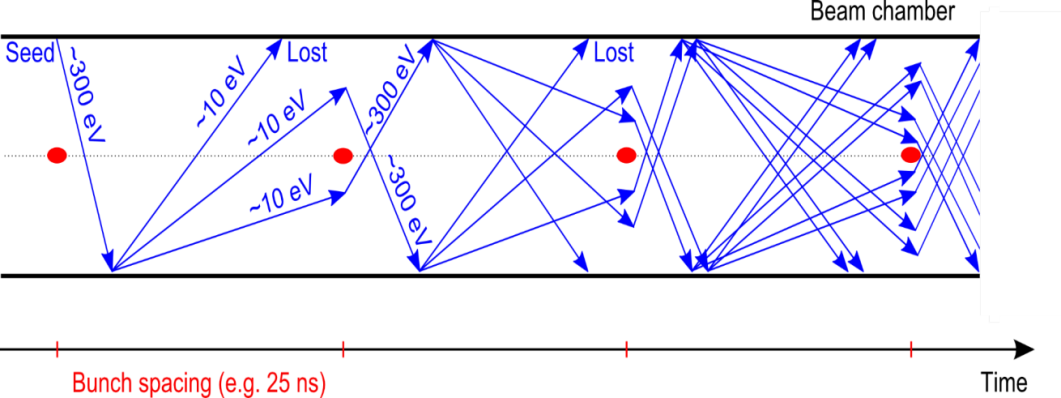 Beam chamber
Seed
~300 eV
~10 eV
Lost
~10 eV
~10 eV
~300 eV
~300 eV
Lost
Bunch spacing (e.g. 25 ns)
Time